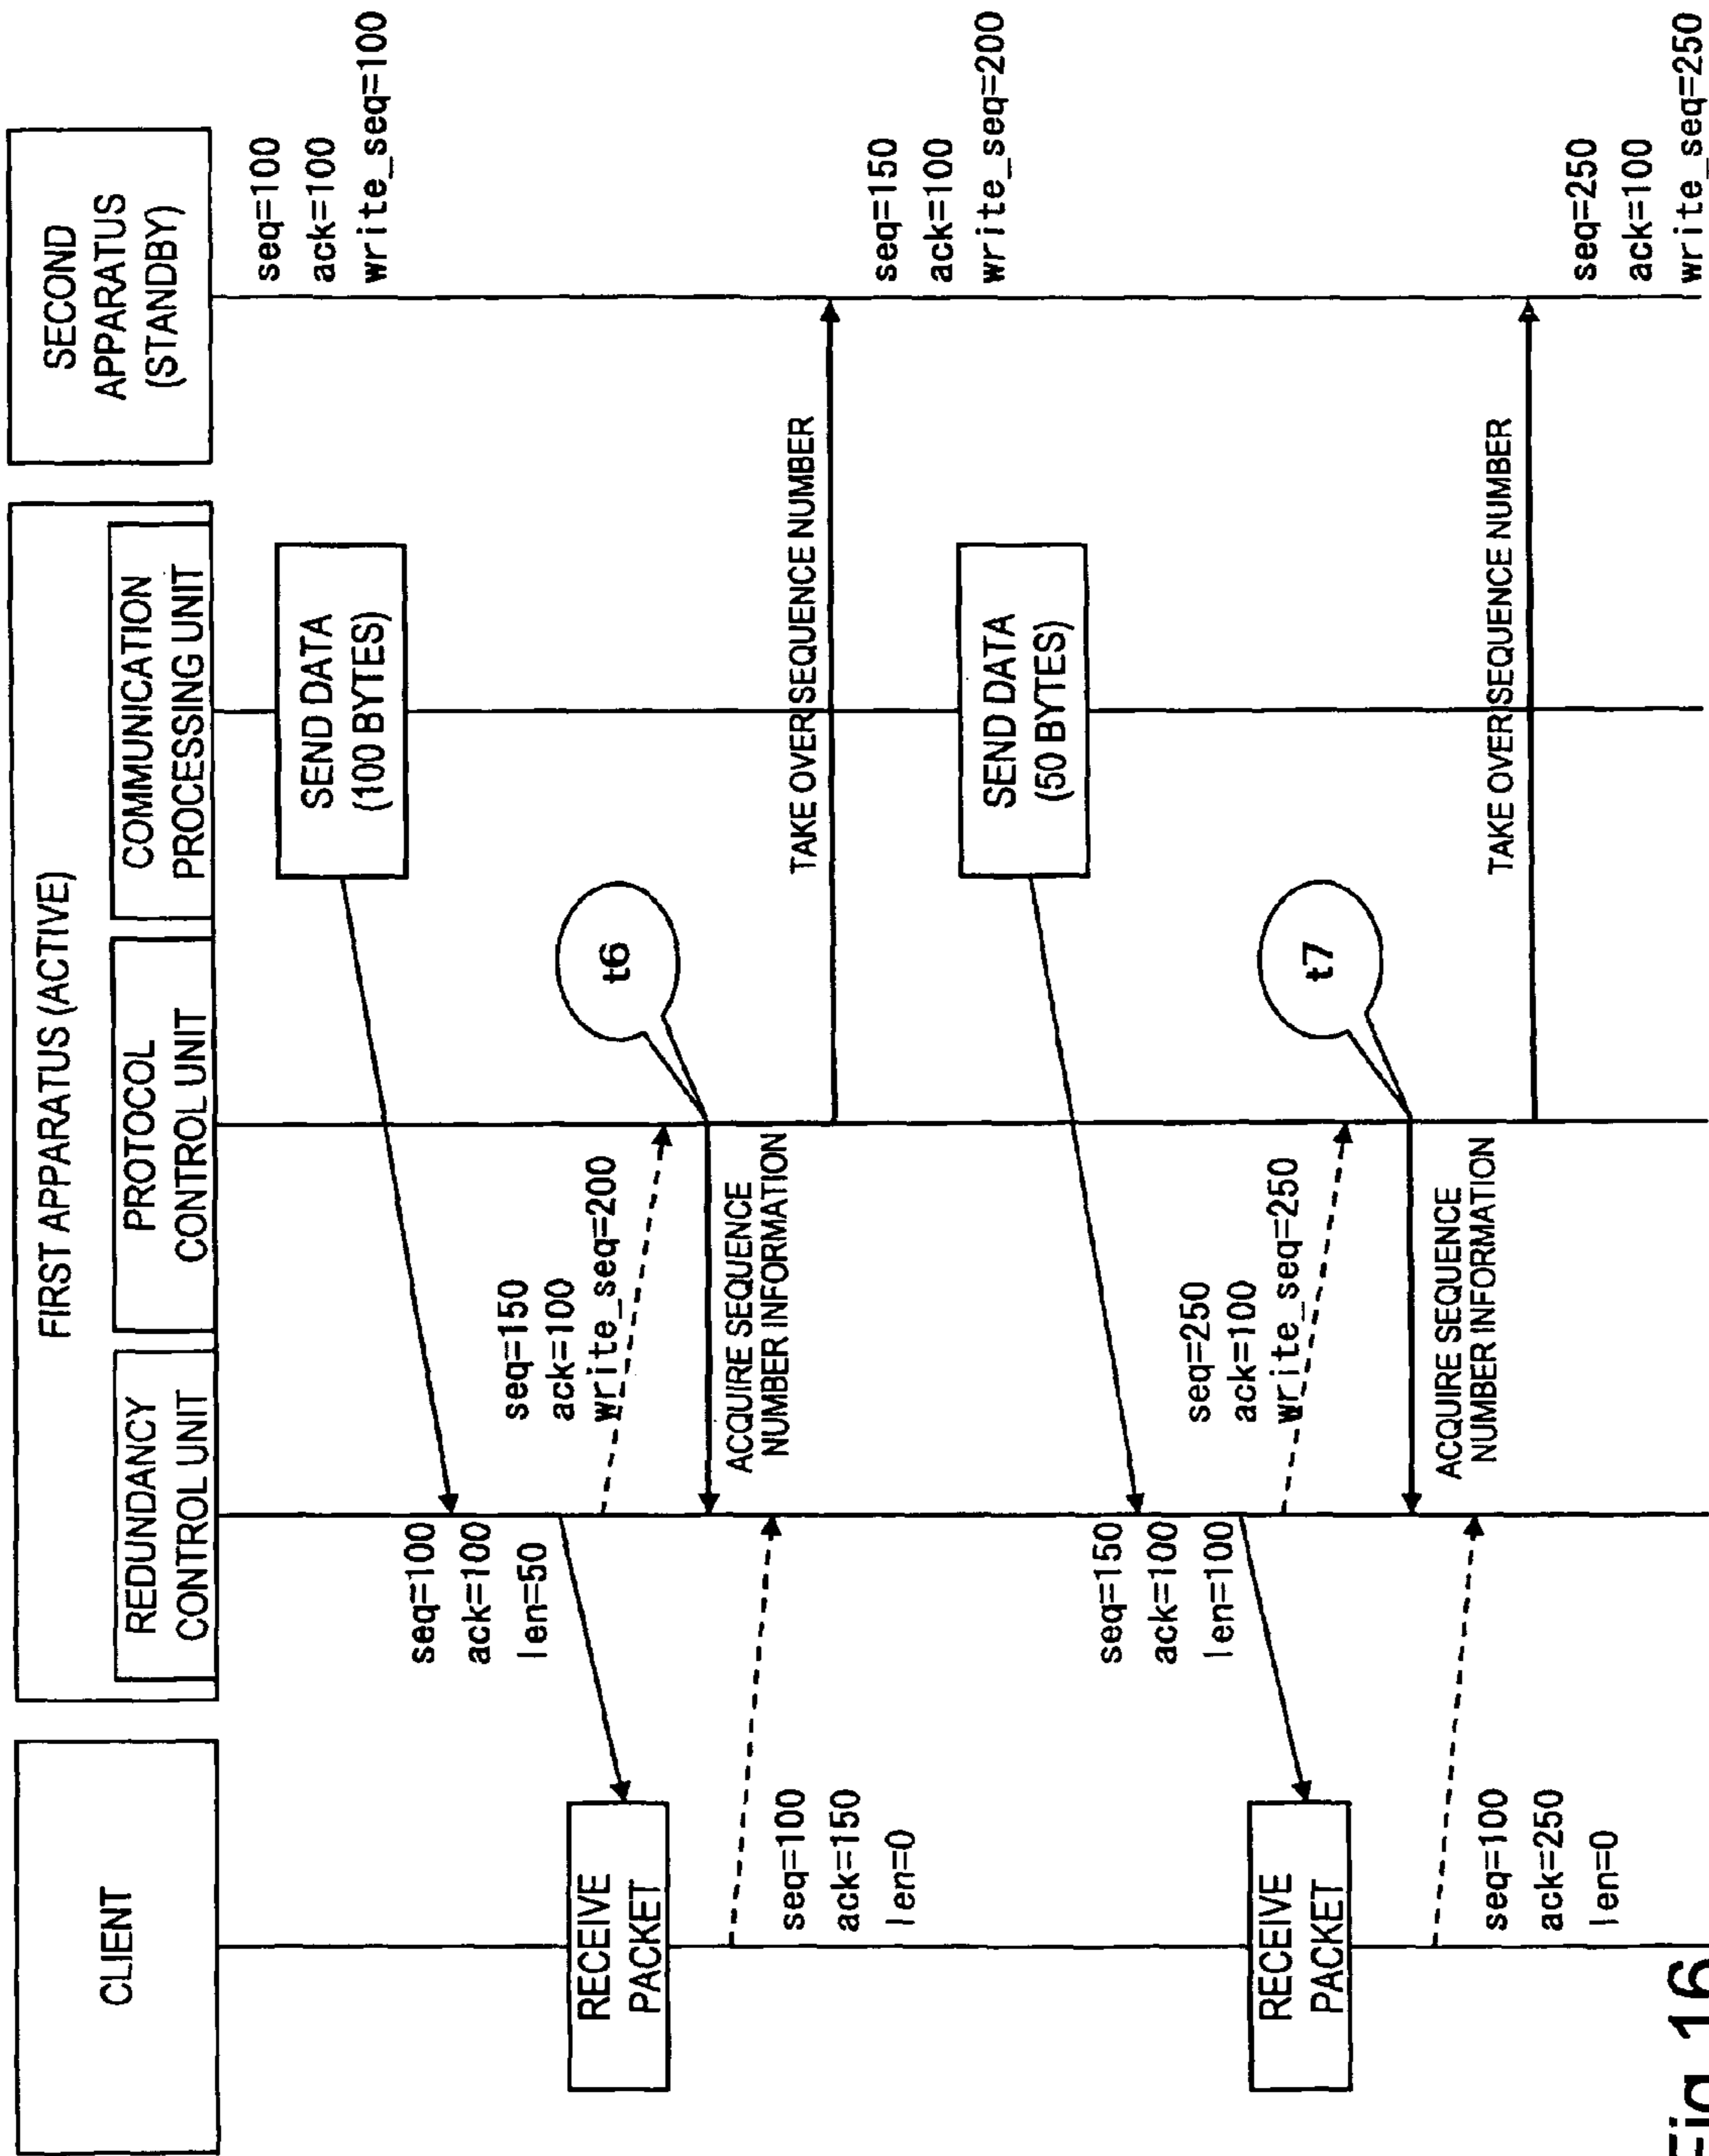 FIRST APPARATUS (ACTIVE)
CLIENT
REDUNDANCY
CONTROL UNIT
PROTOCOL
CONTROL UNIT
COMMUNICATION
PROCESSING UNIT
SECOND
APPARATUS
(STANDBY)
seq=100
ack=100
write_seq=100
SEND DATA
(100 BYTES)
seq=100
ack=100
len=50
RECEIVE
PACKET
seq=150
ack=100
write_seq=200
t6
ACQUIRE SEQUENCE
NUMBER INFORMATION
seq=100
ack=150
len=0
TAKE OVER SEQUENCE NUMBER
seq=150
ack=100
write_seq=200
SEND DATA
(50 BYTES)
seq=150
ack=100
len=100
RECEIVE
PACKET
seq=250
ack=100
write_seq=250
t7
ACQUIRE SEQUENCE
NUMBER INFORMATION
seq=100
ack=250
len=0
TAKE OVER SEQUENCE NUMBER
seq=250
ack=100
write_seq=250
Fig. 16